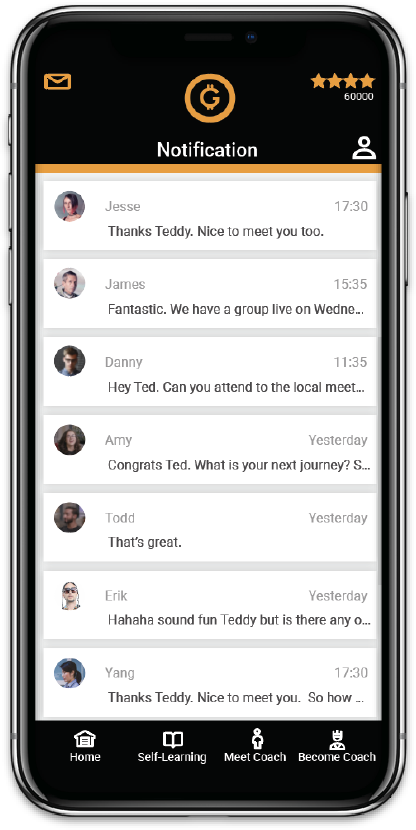 60000
Notification
Jesse 17:30
Thanks Teddy. Nice to meet you too.
James 15:35
Fantastic. We have a group live on Wedne...
Danny 11:35
Hey Ted. Can you attend to the local meet...
Amy Yesterday
Congrats Ted. What is your next journey? S...
Todd Yesterday
That's great.
Erik Yesterday
Hahaha sound fun Teddy but is there any o...
Yang 17:30
Thanks Teddy. Nice to meet you.  So how ...
Home Self-Learning Meet Coach Become Coach